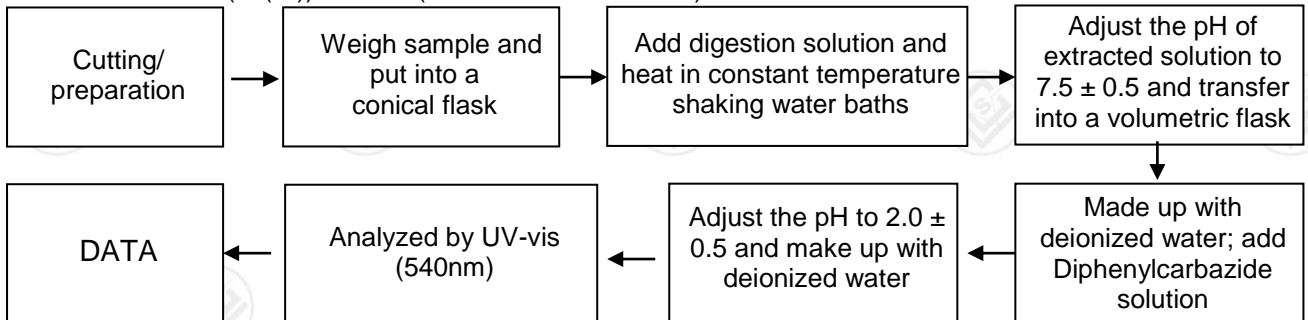 Cutting/
preparation
Weigh sample and
put into a
conical flask
Add digestion solution and
heat in constant temperature
shaking water baths
Adjust the pH of
extracted solution to
7.5 ± 0.5 and transfer
into a volumetric flask
Made up with
deionized water; add
Diphenylcarbazide
solution
Adjust the pH to 2.0 ±
0.5 and make up with
deionized water
Analyzed by UV-vis
(540nm)
DATA